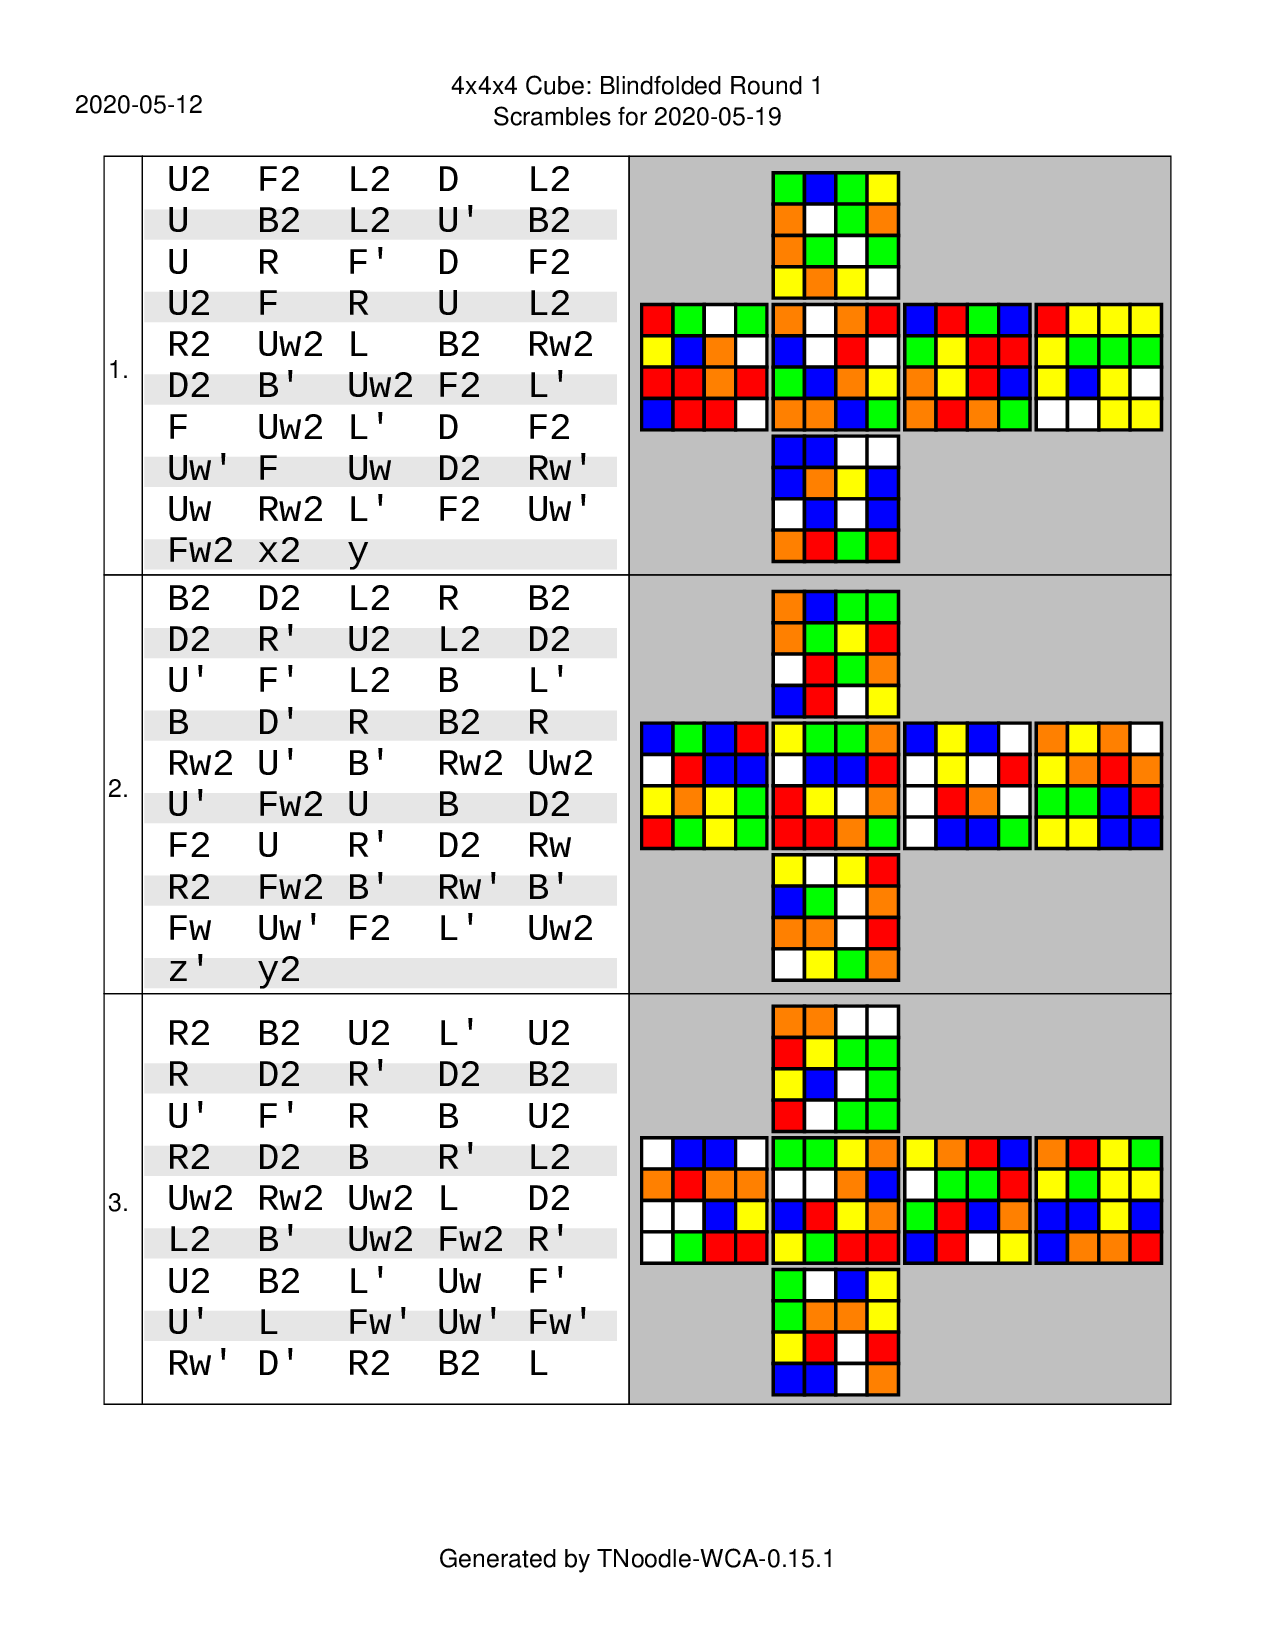 2020-05-12
4x4x4 Cube: Blindfolded Round 1
Scrambles for 2020-05-19
1.
U2 F2 L2 D L2
U B2 L2 U' B2
U R F' D F2
U2 F R U L2
R2 Uw2 L B2 Rw2
D2 B' Uw2 F2 L'
F Uw2 L' D F2
Uw' F Uw D2 Rw'
Uw Rw2 L' F2 Uw'
Fw2 x2 y
2.
B2 D2 L2 R B2
D2 R' U2 L2 D2
U' F' L2 B L'
B D' R B2 R
Rw2 U' B' Rw2 Uw2
U' Fw2 U B D2
F2 U R' D2 Rw
R2 Fw2 B' Rw' B'
Fw Uw' F2 L' Uw2
z' y2
3.
R2 B2 U2 L' U2
R D2 R' D2 B2
U' F' R B U2
R2 D2 B R' L2
Uw2 Rw2 Uw2 L D2
L2 B' Uw2 Fw2 R'
U2 B2 L' Uw F'
U' L Fw' Uw' Fw'
Rw' D' R2 B2 L
Generated by TNoodle-WCA-0.15.1